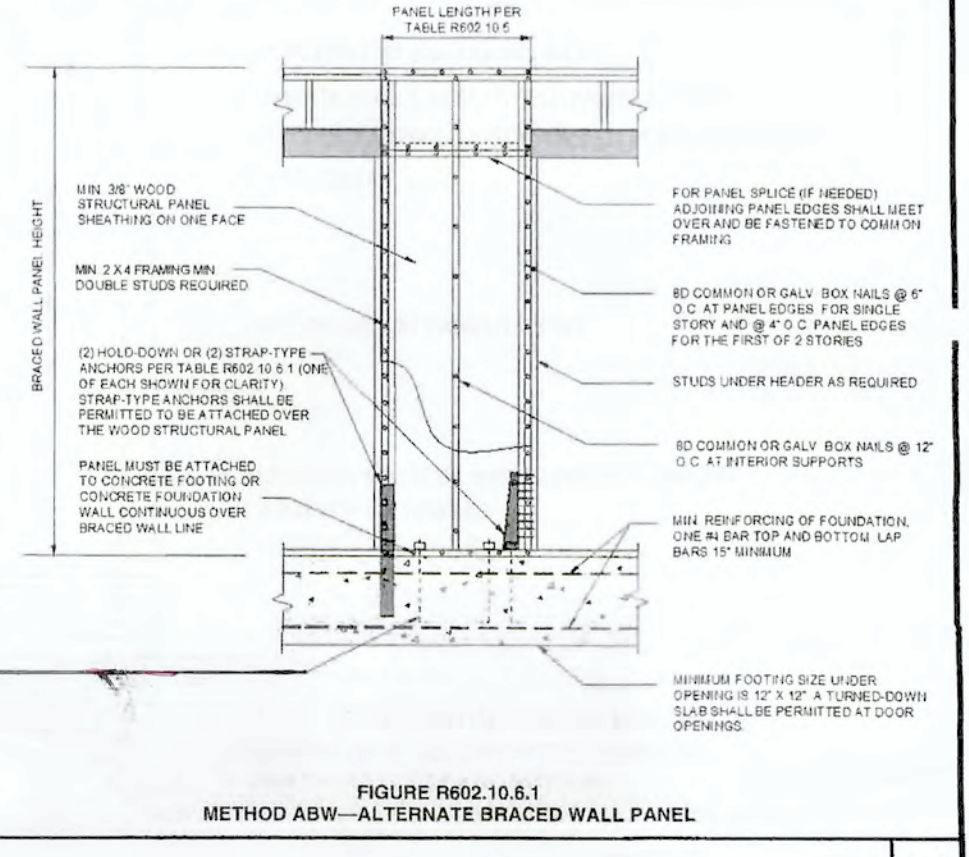 PANEL LENGTH PER
TABLE R602.10.5
BRACED WALL PANEL HEIGHT
MIN. 3/8" WOOD
STRUCTURAL PANEL
SHEATHING ON ONE FACE
MIN. 2 X 4 FRAMING MIN.
DOUBLE STUDS REQUIRED.
(2) HOLD-DOWN OR (2) STRAP-TYPE
ANCHORS PER TABLE R602.10.6.1 (ONE
OF EACH SHOWN FOR CLARITY).
STRAP-TYPE ANCHORS SHALL BE
PERMITTED TO BE ATTACHED OVER
THE WOOD STRUCTURAL PANEL
PANEL MUST BE ATTACHED
TO CONCRETE FOOTING OR
CONCRETE FOUNDATION
WALL CONTINUOUS OVER
BRACED WALL LINE
FOR PANEL SPLICE (IF NEEDED)
ADJOINING PANEL EDGES SHALL MEET
OVER AND BE FASTENED TO COMMON
FRAMING
8D COMMON OR GALV. BOX NAILS @ 6"
O.C. AT PANEL EDGES. FOR SINGLE
STORY AND @ 4" O.C. PANEL EDGES
FOR THE FIRST OF 2 STORIES
STUDS UNDER HEADER AS REQUIRED
8D COMMON OR GALV. BOX NAILS @ 12"
O.C. AT INTERIOR SUPPORTS
MIN. REINFORCING OF FOUNDATION,
ONE #4 BAR TOP AND BOTTOM. LAP
BARS 15" MINIMUM
MINIMUM FOOTING SIZE UNDER
OPENING IS 12" X 12". A TURNED-DOWN
SLAB SHALL BE PERMITTED AT DOOR
OPENINGS.
FIGURE R602.10.6.1
METHOD ABW—ALTERNATE BRACED WALL PANEL